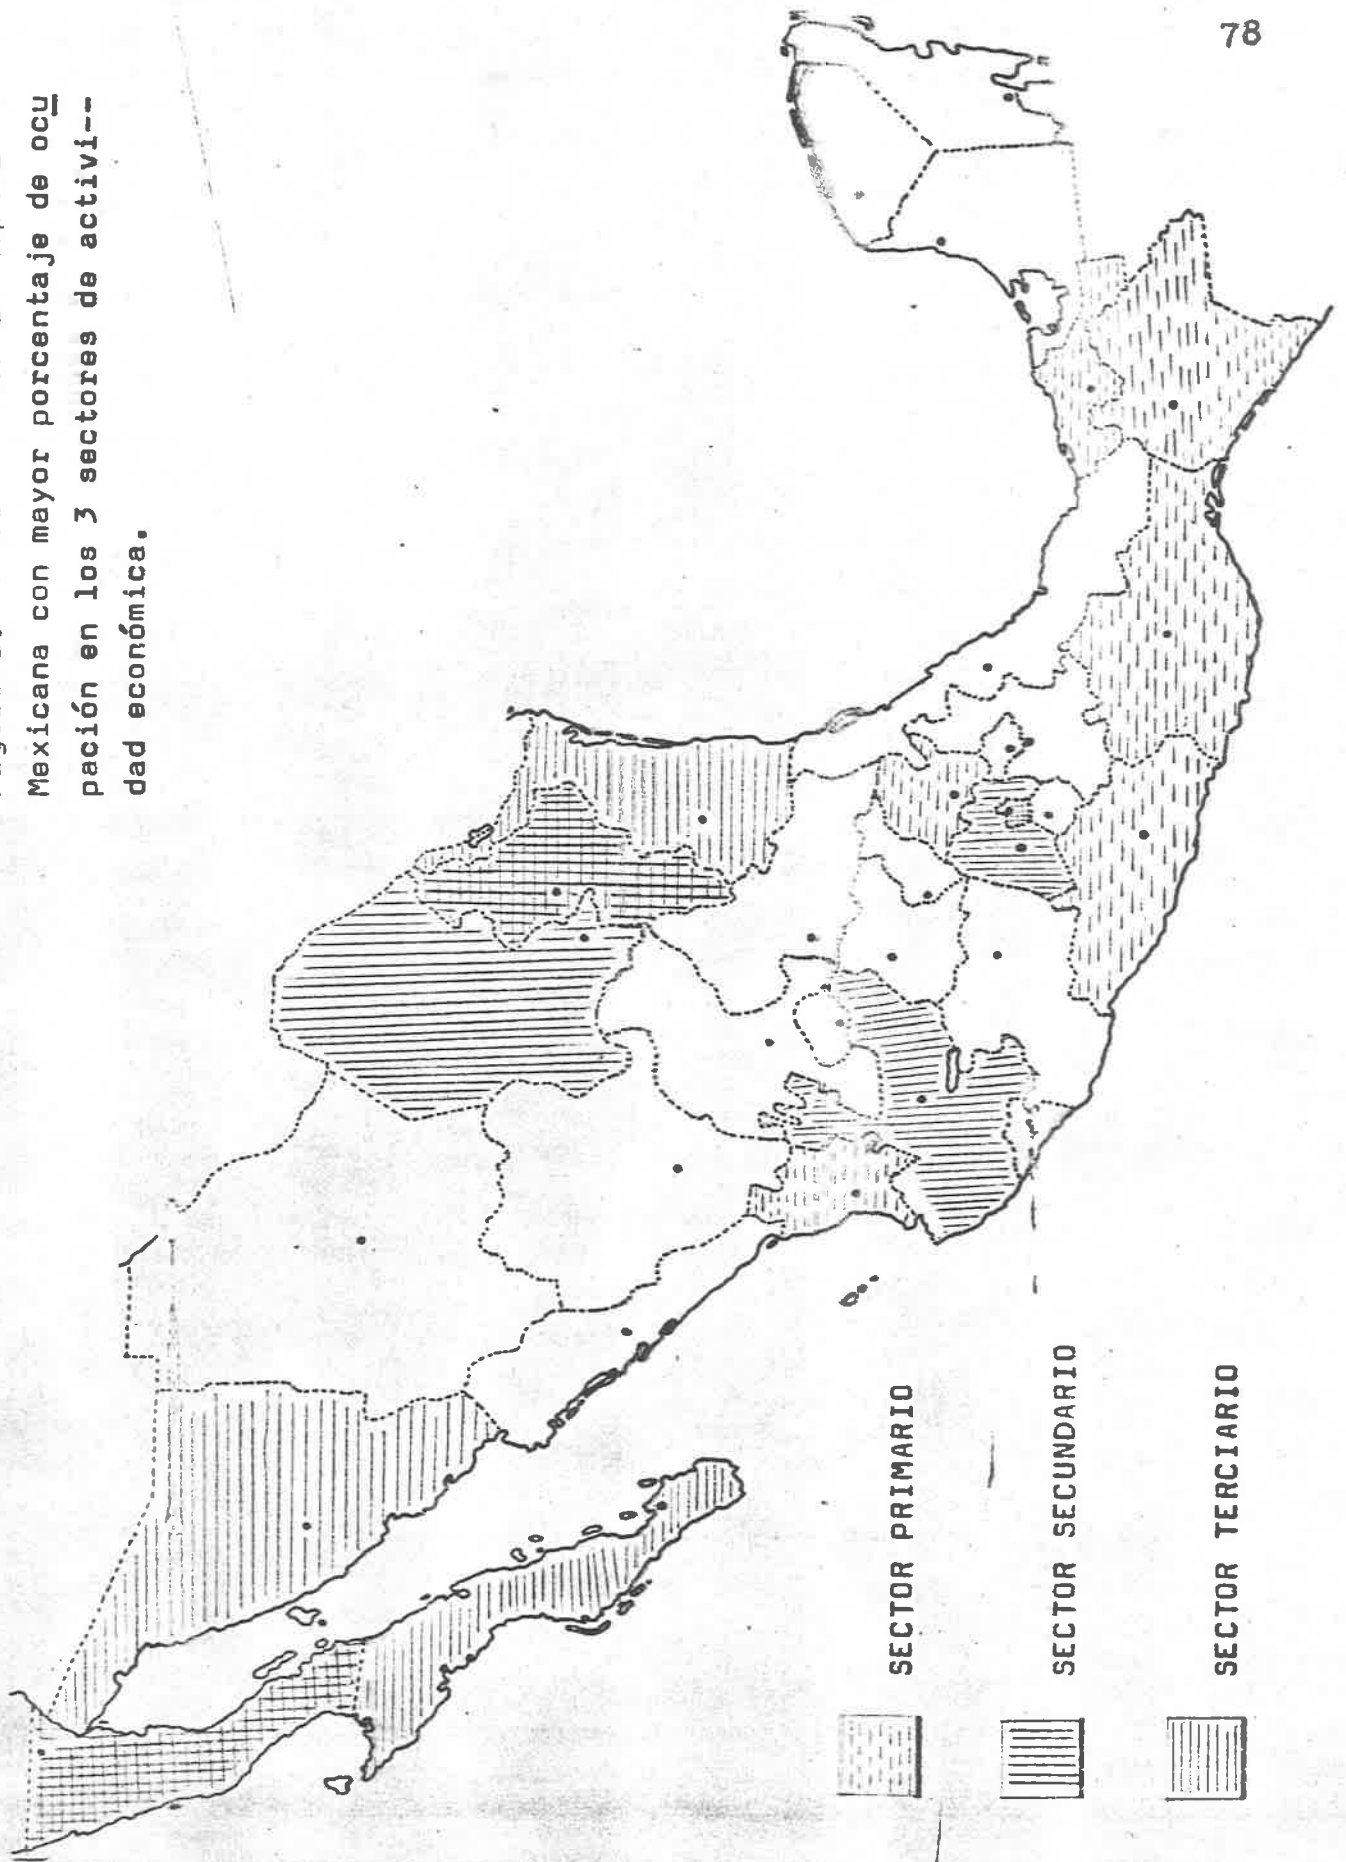 78
Mexicana con mayor porcentaje de ocu
pación en los 3 sectores de activi--
dad económica.
SECTOR PRIMARIO
SECTOR SECUNDARIO
SECTOR TERCIARIO